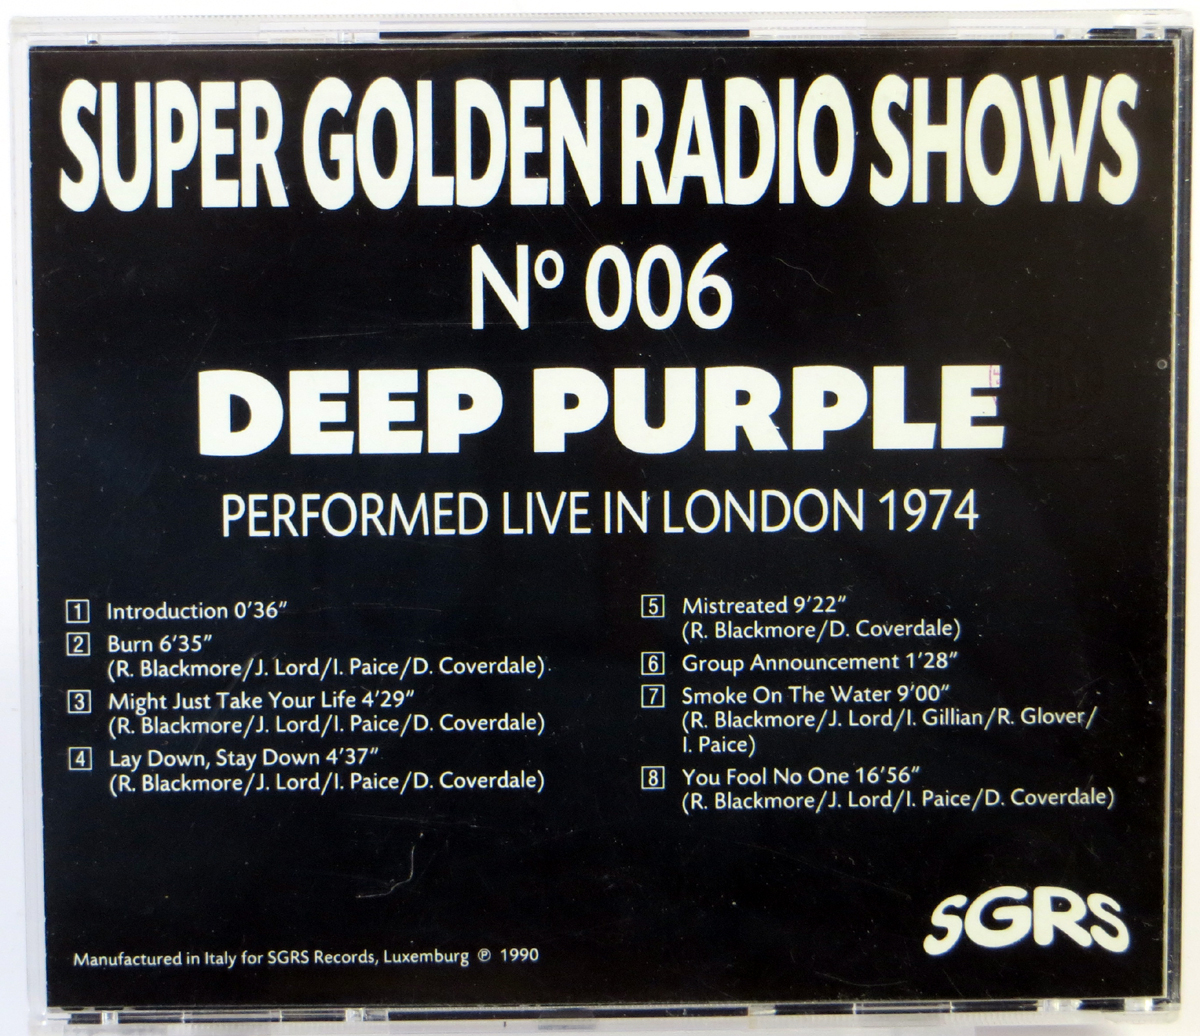 SUPER GOLDEN RADIO SHOWS
Nº 006
DEEP PURPLE
PERFORMED LIVE IN LONDON 1974
1 Introduction 0'36"
2 Burn 6'35"
(R. Blackmore/J. Lord/I. Paice/D. Coverdale)
3 Might Just Take Your Life 4'29"
(R. Blackmore/J. Lord/I. Paice/D. Coverdale)
4 Lay Down, Stay Down 4'37"
(R. Blackmore/J. Lord/I. Paice/D. Coverdale)
5 Mistreated 9'22"
(R. Blackmore/D. Coverdale)
6 Group Announcement 1'28"
7 Smoke On The Water 9'00"
(R. Blackmore/J. Lord/I. Gillian/R. Glover/
I. Paice)
8 You Fool No One 16'56"
(R. Blackmore/J. Lord/I. Paice/D. Coverdale)
SGRS
Manufactured in Italy for SGRS Records, Luxemburg ℗ 1990